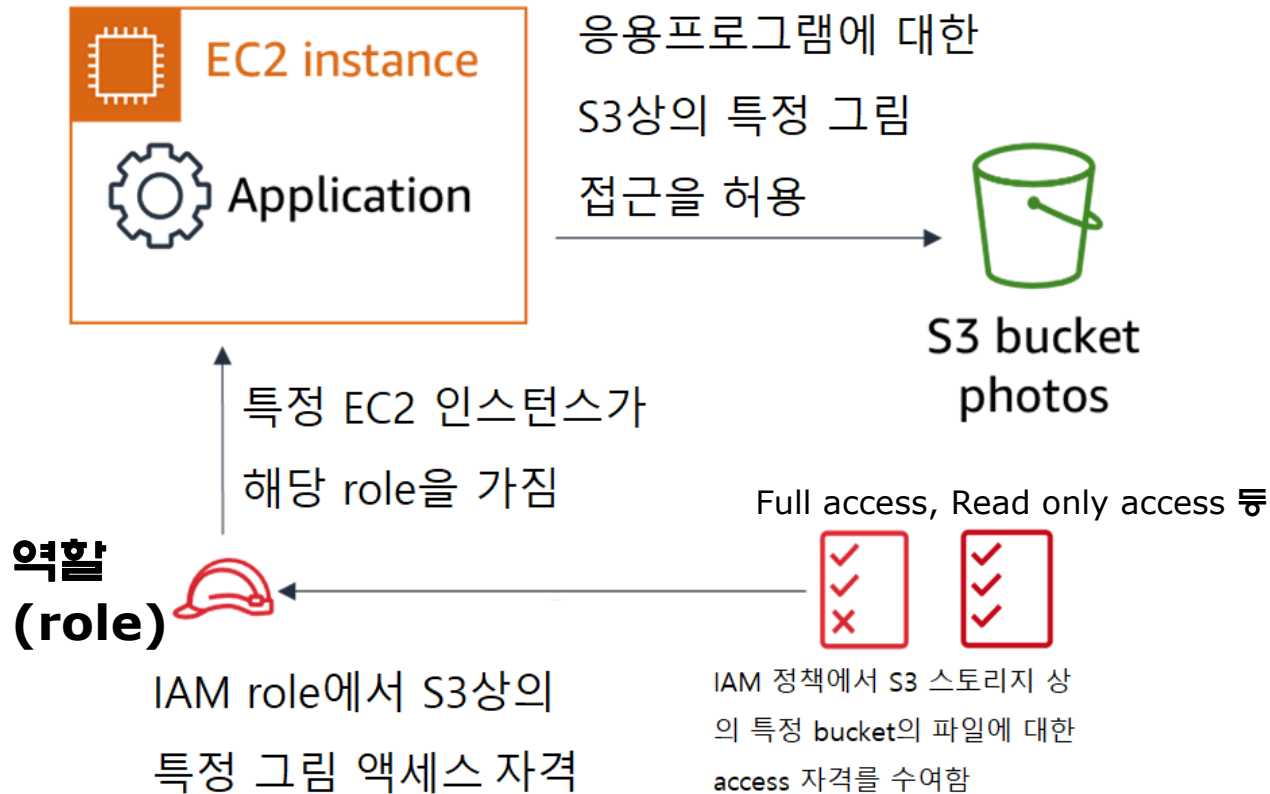 EC2 instance
Application
응용프로그램에 대한
S3상의 특정 그림
접근을 허용
S3 bucket
photos
특정 EC2 인스턴스가
해당 role을 가짐
Full access, Read only access 등
역할
(role)
IAM role에서 S3상의
특정 그림 액세스 자격
IAM 정책에서 S3 스토리지 상
의 특정 bucket의 파일에 대한
access 자격를 수여함